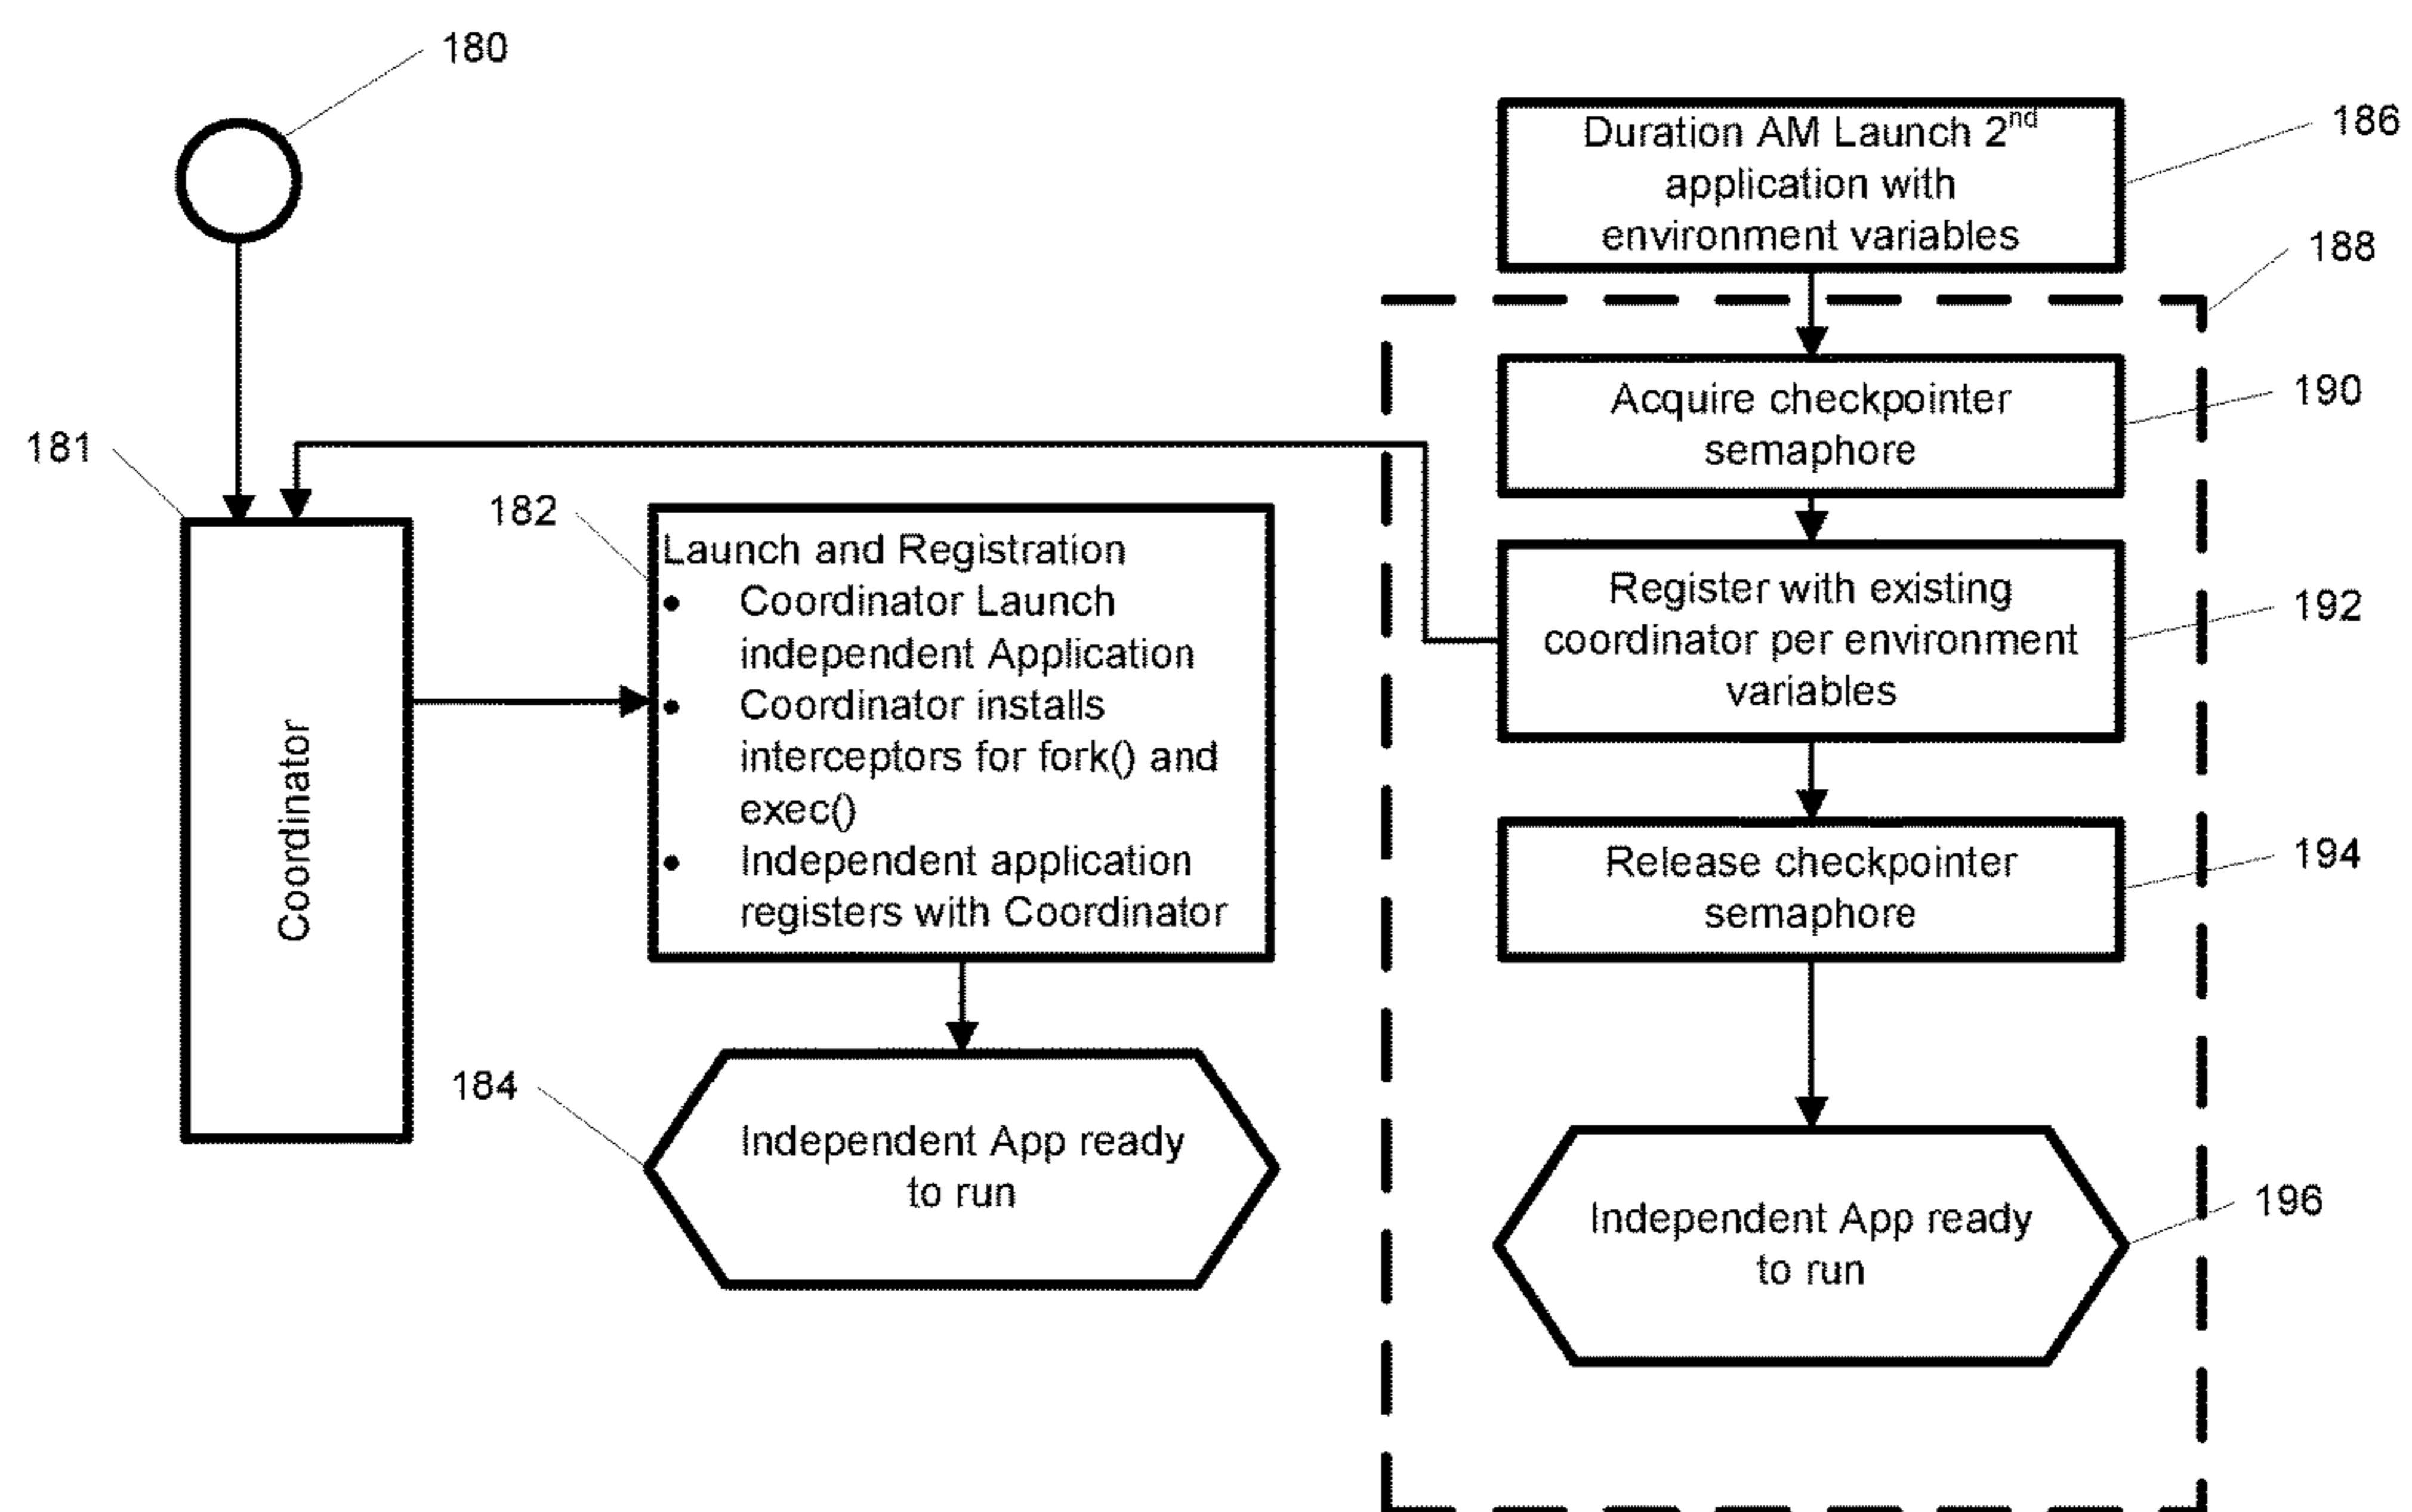 180
181
Coordinator
182
Launch and Registration
• Coordinator Launch
independent Application
• Coordinator installs
interceptors for fork() and
exec()
• Independent application
registers with Coordinator
184
Independent App ready
to run
Duration AM Launch 2nd
application with
environment variables
186
188
Acquire checkpointer
semaphore
190
Register with existing
coordinator per environment
variables
192
Release checkpointer
semaphore
194
Independent App ready
to run
196